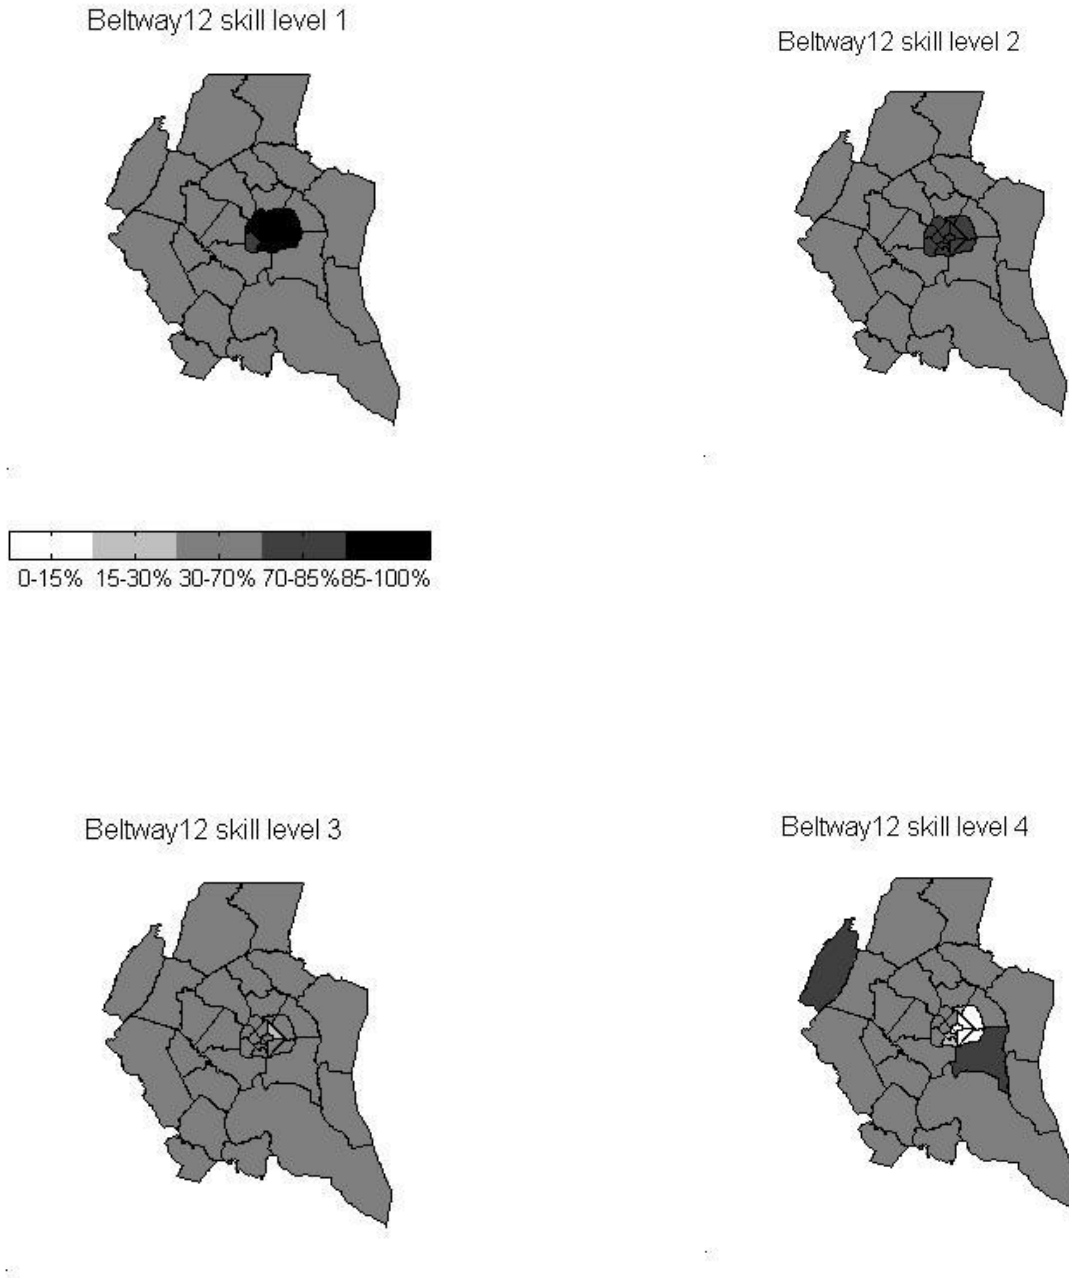 Beltway12 skill level 1
Beltway12 skill level 2
0-15% 15-30% 30-70% 70-85% 85-100%
Beltway12 skill level 3
Beltway12 skill level 4